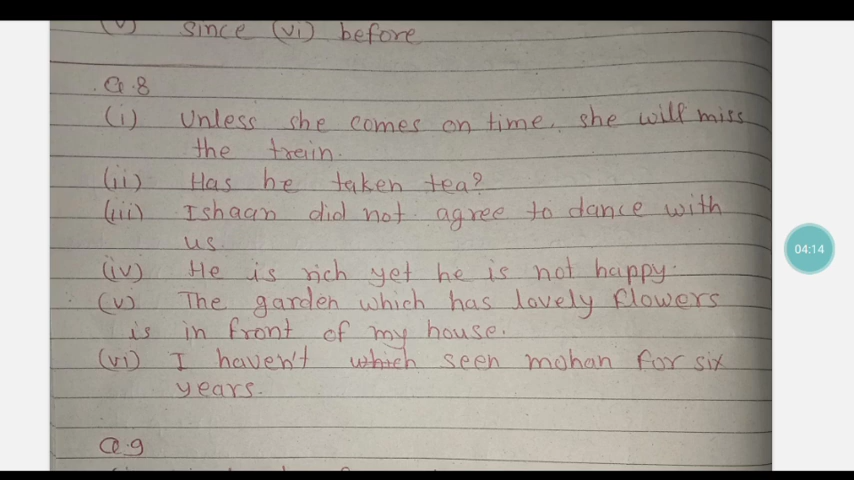 (v) since (vi) before
Q.8
(i) Unless she comes on time, she will miss
the train.
(ii) Has he taken tea?
(iii) Ishaan did not agree to dance with
us.
(iv) He is rich yet he is not happy.
(v) The garden which has lovely flowers
is in front of my house.
(vi) I haven't which seen mohan for six
years.
Q.9
04:14